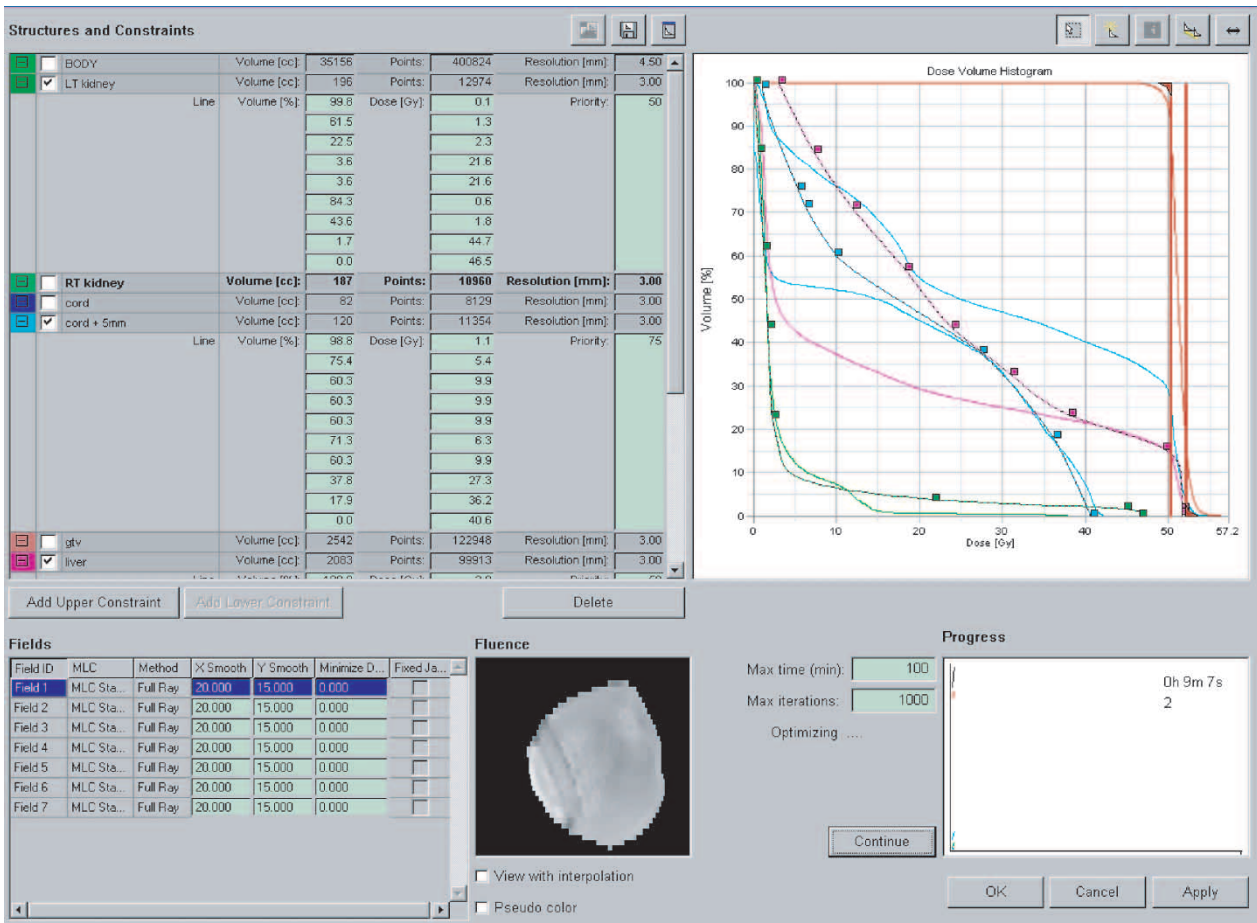 Structures and Constraints
BODY Volume [cc]: 35156 Points: 400824 Resolution [mm]: 4.50
LT kidney Volume [cc]: 196 Points: 12974 Resolution [mm]: 3.00
Line Volume [%]: 99.8 Dose [Gy]: 0.1 Priority: 50
61.5 1.3
22.5 2.3
3.6 21.6
3.6 21.6
84.3 0.6
43.6 1.8
1.7 44.7
0.0 46.5
RT kidney Volume [cc]: 187 Points: 10960 Resolution [mm]: 3.00
cord Volume [cc]: 82 Points: 8129 Resolution [mm]: 3.00
cord + 5mm Volume [cc]: 120 Points: 11354 Resolution [mm]: 3.00
Line Volume [%]: 98.8 Dose [Gy]: 1.1 Priority: 75
75.4 5.4
60.3 9.9
60.3 9.9
60.3 9.9
71.3 6.3
60.3 9.9
37.8 27.3
17.9 36.2
0.0 40.6
gtv Volume [cc]: 2542 Points: 122948 Resolution [mm]: 3.00
liver Volume [cc]: 2083 Points: 99913 Resolution [mm]: 3.00
Add Upper Constraint Add Lower Constraint Delete
Dose Volume Histogram
Volume [%]
100
90
80
70
60
50
40
30
20
10
0
0 10 20 30 40 50 57.2
Dose [Gy]
Fields
Field ID MLC Method X Smooth Y Smooth Minimize D... Fixed Ja...
Field 1 MLC Sta... Full Ray 20.000 15.000 0.000
Field 2 MLC Sta... Full Ray 20.000 15.000 0.000
Field 3 MLC Sta... Full Ray 20.000 15.000 0.000
Field 4 MLC Sta... Full Ray 20.000 15.000 0.000
Field 5 MLC Sta... Full Ray 20.000 15.000 0.000
Field 6 MLC Sta... Full Ray 20.000 15.000 0.000
Field 7 MLC Sta... Full Ray 20.000 15.000 0.000
Fluence
View with interpolation
Pseudo color
Max time (min): 100
Max iterations: 1000
Optimizing ....
Continue
Progress
0h 9m 7s
2
OK Cancel Apply